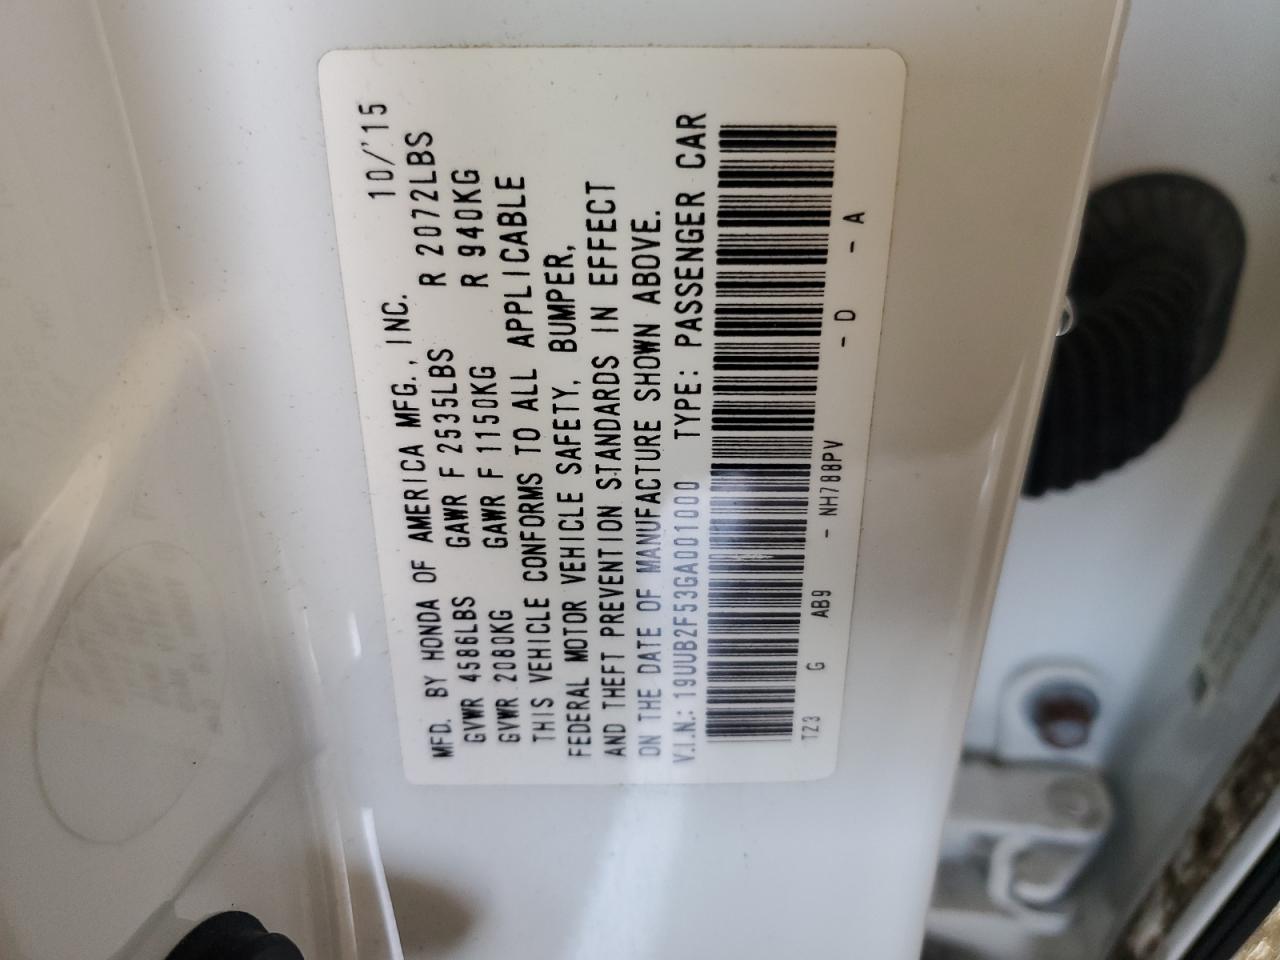 MFD. BY HONDA OF AMERICA MFG., INC. 10/'15
GVWR 4586LBS GAWR F 2535LBS R 2072LBS
GVWR 2080KG GAWR F 1150KG R 940KG
THIS VEHICLE CONFORMS TO ALL APPLICABLE
FEDERAL MOTOR VEHICLE SAFETY, BUMPER,
AND THEFT PREVENTION STANDARDS IN EFFECT
ON THE DATE OF MANUFACTURE SHOWN ABOVE.
V.I.N.: 19UUB2F53GA001000 TYPE: PASSENGER CAR
TZ3 G AB9 - NH788PV - D - A